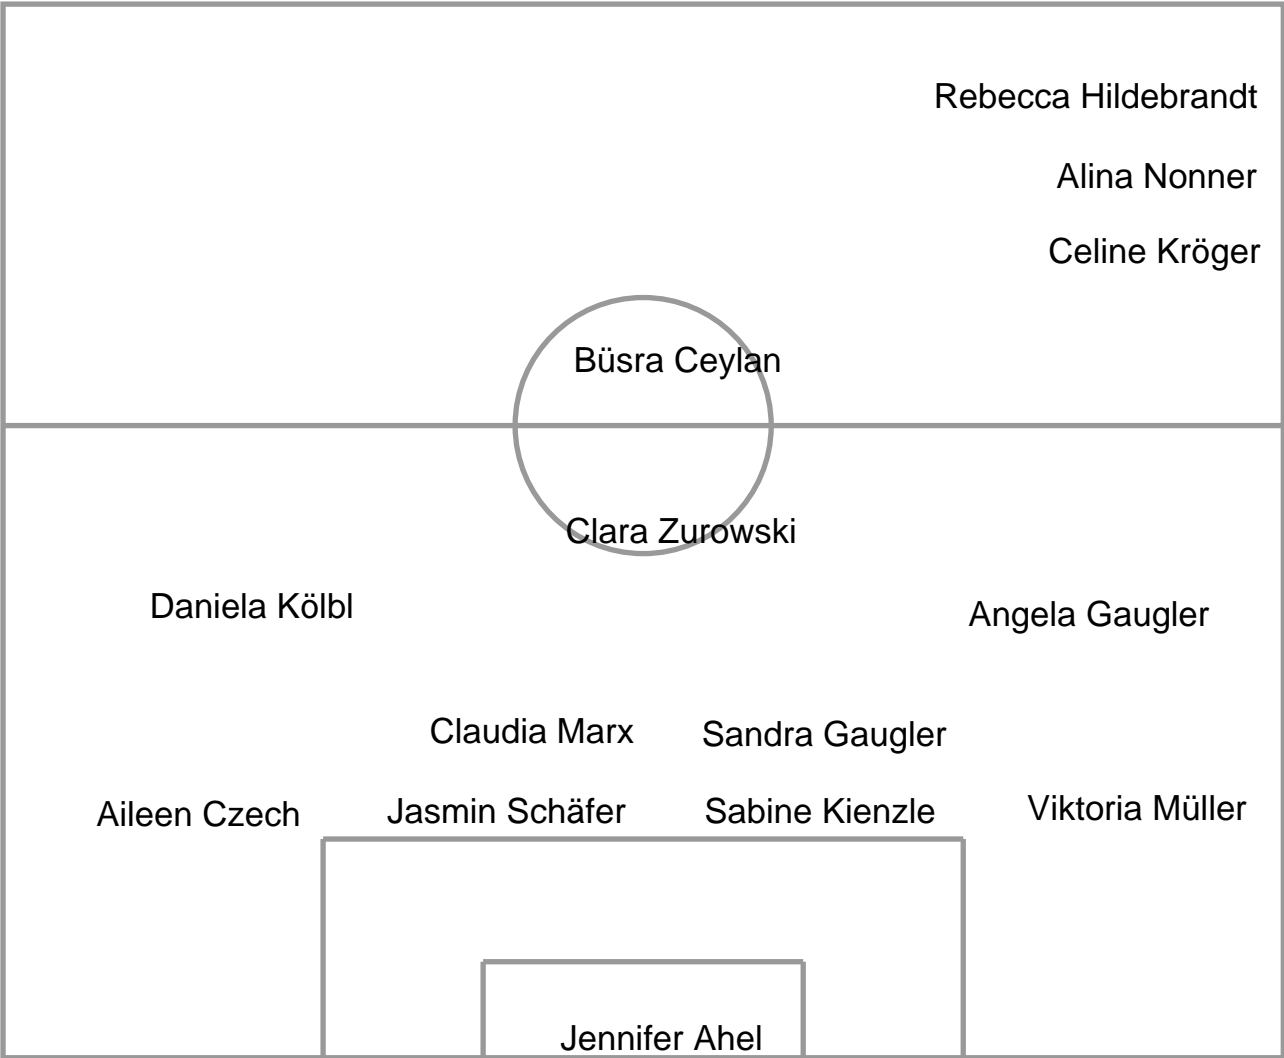 Rebecca Hildebrandt
Alina Nonner
Celine Kröger
Büsra Ceylan
Clara Zurowski
Daniela Kölbl
Angela Gaugler
Claudia Marx
Sandra Gaugler
Aileen Czech
Jasmin Schäfer
Sabine Kienzle
Viktoria Müller
Jennifer Ahel